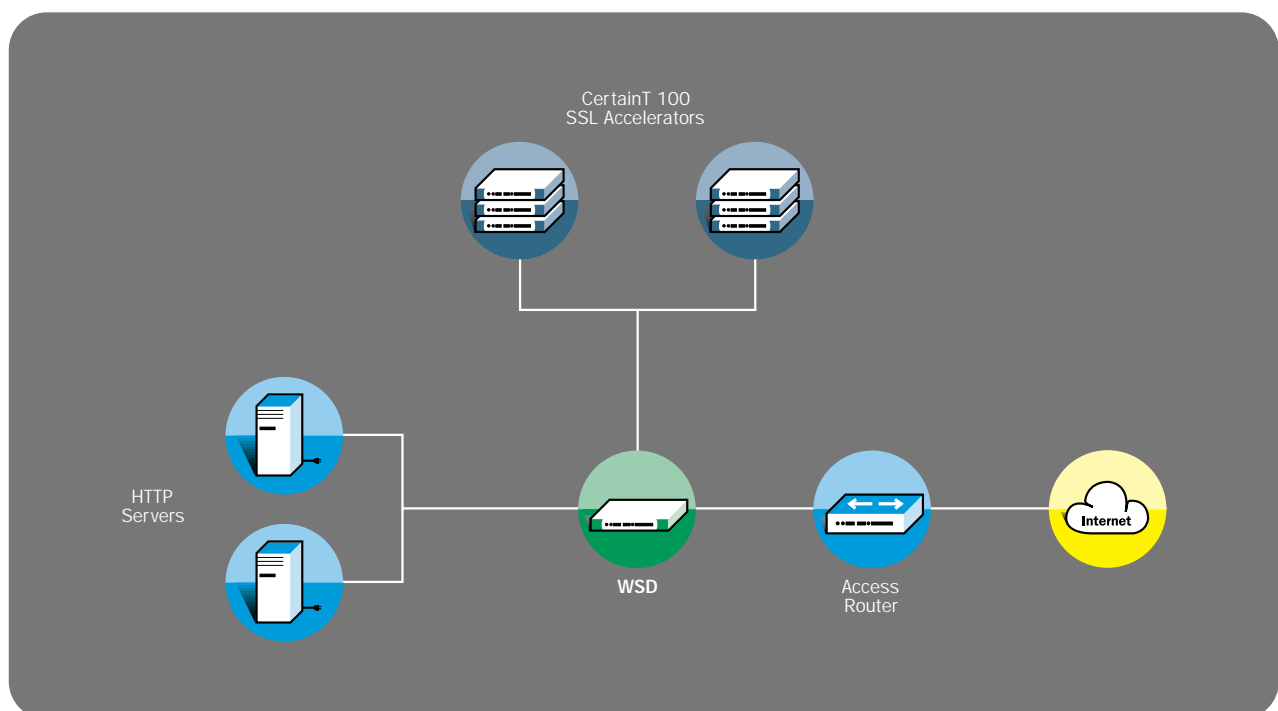 CertainT 100
SSL Accelerators
HTTP
Servers
WSD
Access
Router
Internet